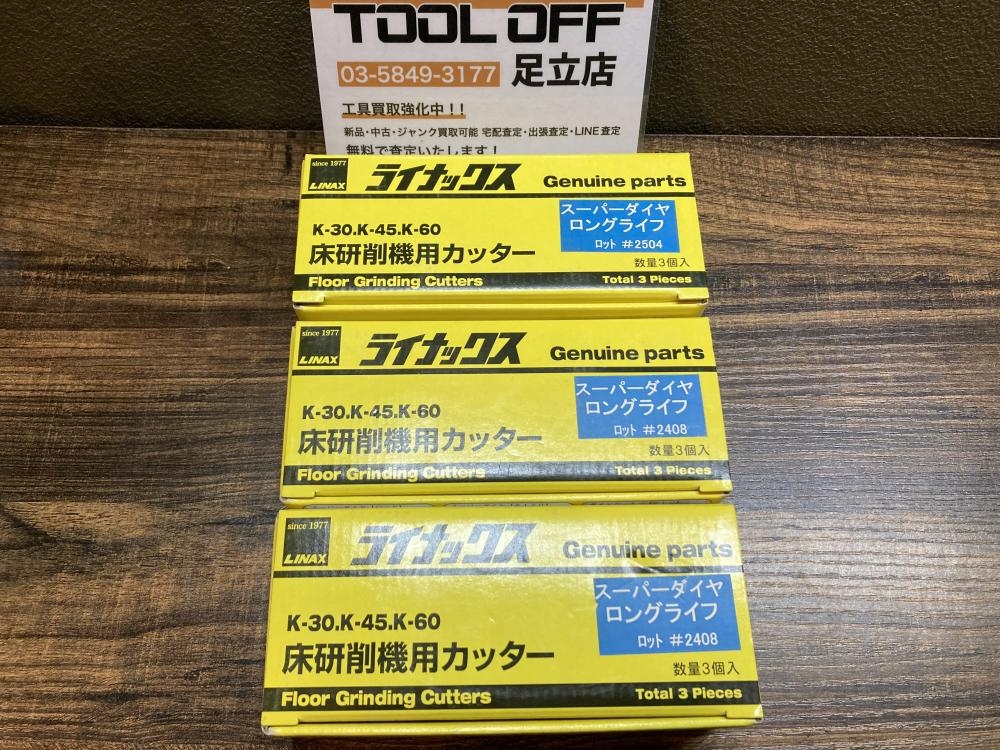 TOOL OFF
03-5849-3177 足立店
工具買取強化中！！
新品・中古・ジャンク買取可能 宅配査定・出張査定・LINE査定
無料で査定いたします！
since 1977
LINAX
ライナックス
Genuine parts
K-30.K-45.K-60
床研削機用カッター
スーパーダイヤ
ロングライフ
ロット #2504
数量3個入
Floor Grinding Cutters
Total 3 Pieces
since 1977
LINAX
ライナックス
Genuine parts
K-30.K-45.K-60
床研削機用カッター
スーパーダイヤ
ロングライフ
ロット #2408
数量3個入
Floor Grinding Cutters
Total 3 Pieces
since 1977
LINAX
ライナックス
Genuine parts
K-30.K-45.K-60
床研削機用カッター
スーパーダイヤ
ロングライフ
ロット #2408
数量3個入
Floor Grinding Cutters
Total 3 Pieces